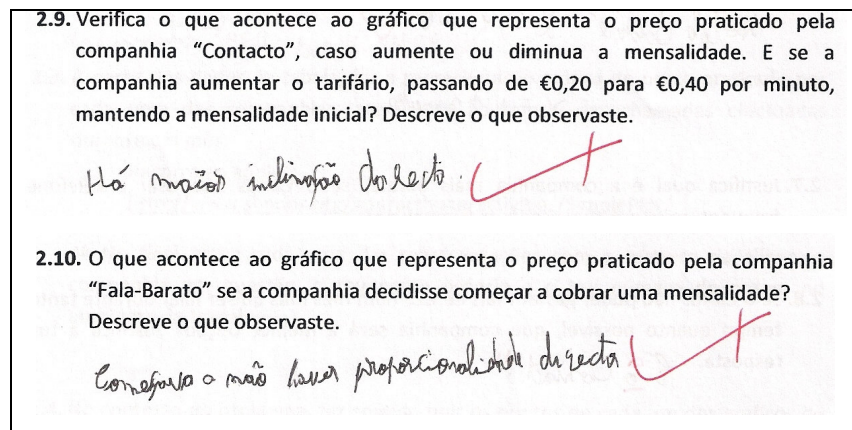 2.9. Verifica o que acontece ao gráfico que representa o preço praticado pela
companhia “Contacto”, caso aumente ou diminua a mensalidade. E se a
companhia aumentar o tarifário, passando de €0,20 para €0,40 por minuto,
mantendo a mensalidade inicial? Descreve o que observaste.
Há maior inclinação da recta.
2.10. O que acontece ao gráfico que representa o preço praticado pela companhia
“Fala-Barato” se a companhia decidisse começar a cobrar uma mensalidade?
Descreve o que observaste.
Começava a não haver proporcionalidade directa